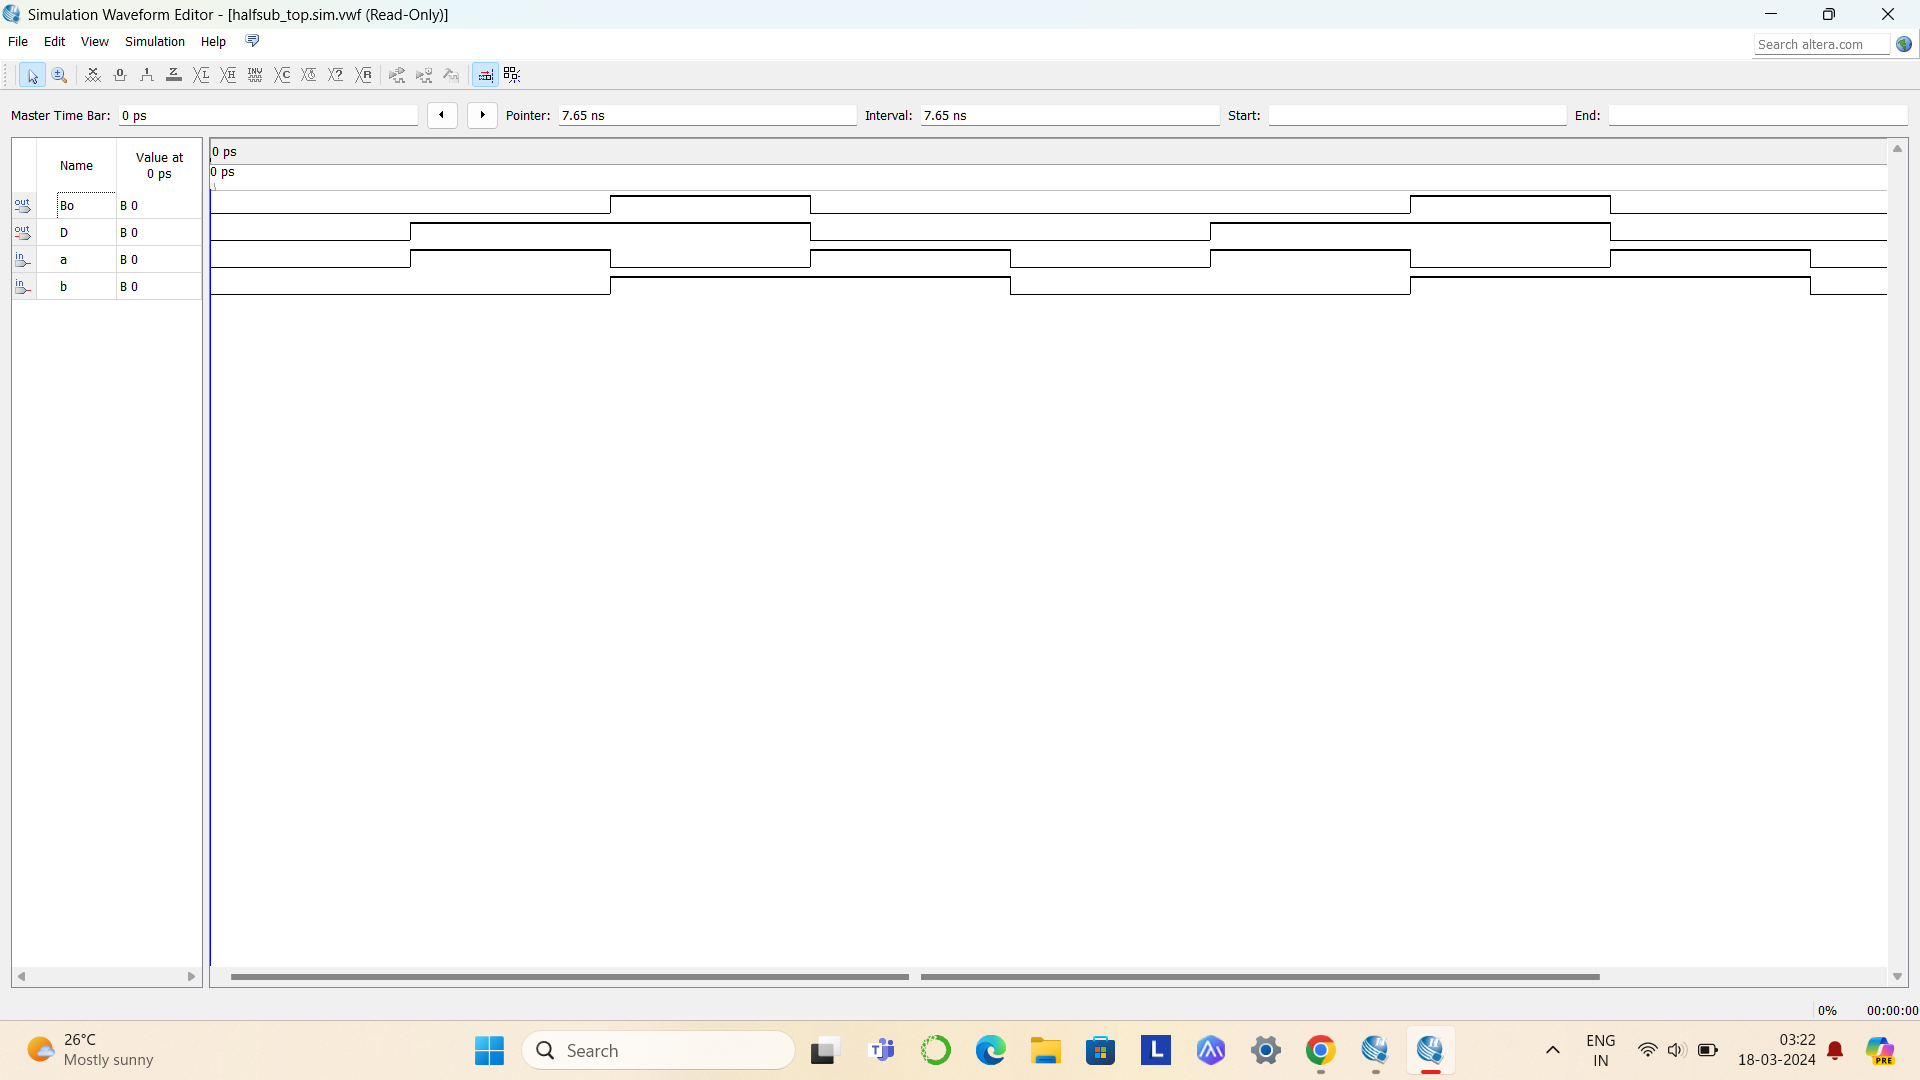 Simulation Waveform Editor - [halfsub_top.sim.vwf (Read-Only)]
File Edit View Simulation Help
Search altera.com
Master Time Bar: 0 ps Pointer: 7.65 ns Interval: 7.65 ns Start: End:
Name Value at
0 ps
0 ps
0 ps
out Bo B 0
out D B 0
in a B 0
in b B 0
0% 00:00:00
26°C
Mostly sunny
Search
ENG
IN
03:22
18-03-2024
PRE